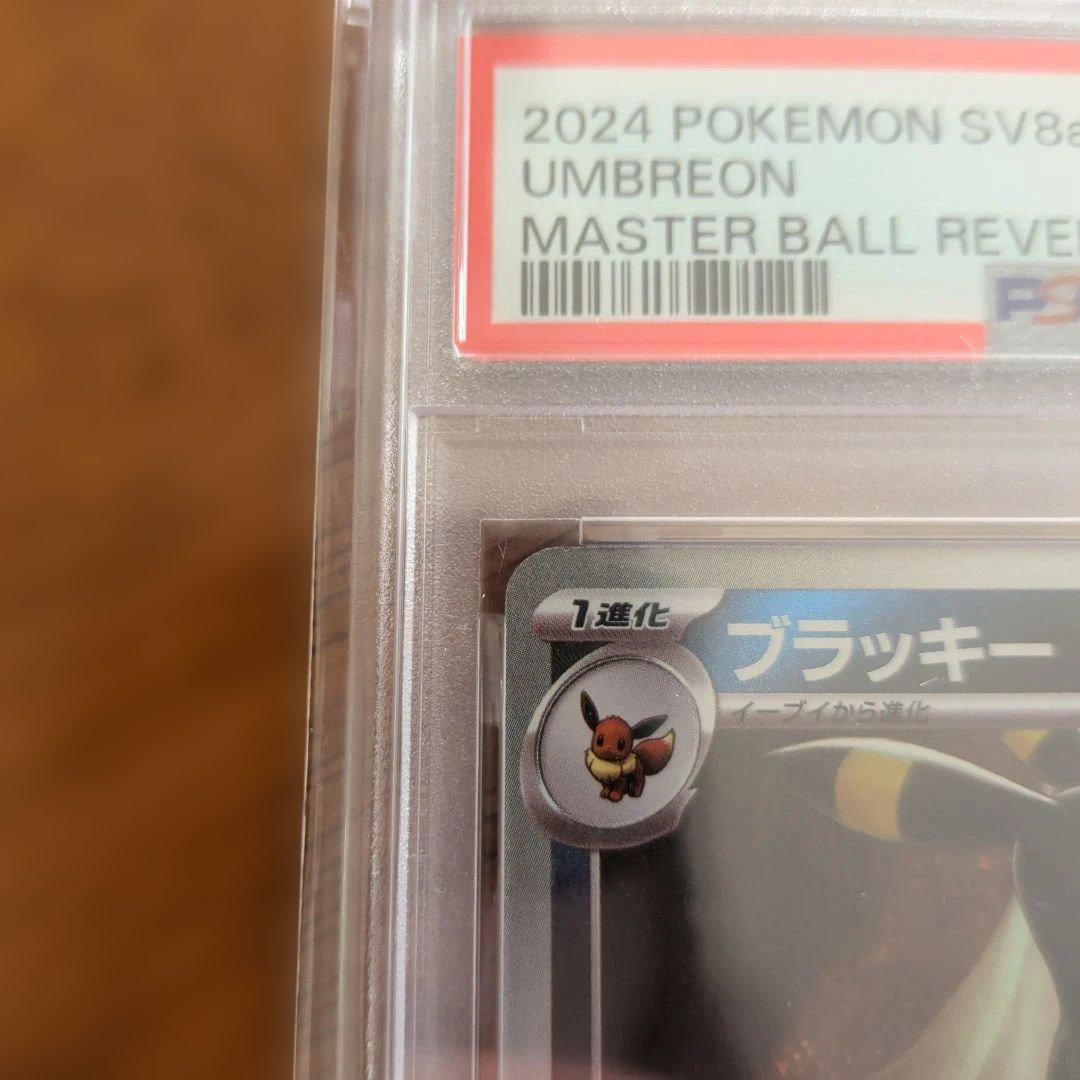 2024 POKEMON SV8a
UMBREON
MASTER BALL REVE
PSA
1進化
ブラッキー
イーブイから進化